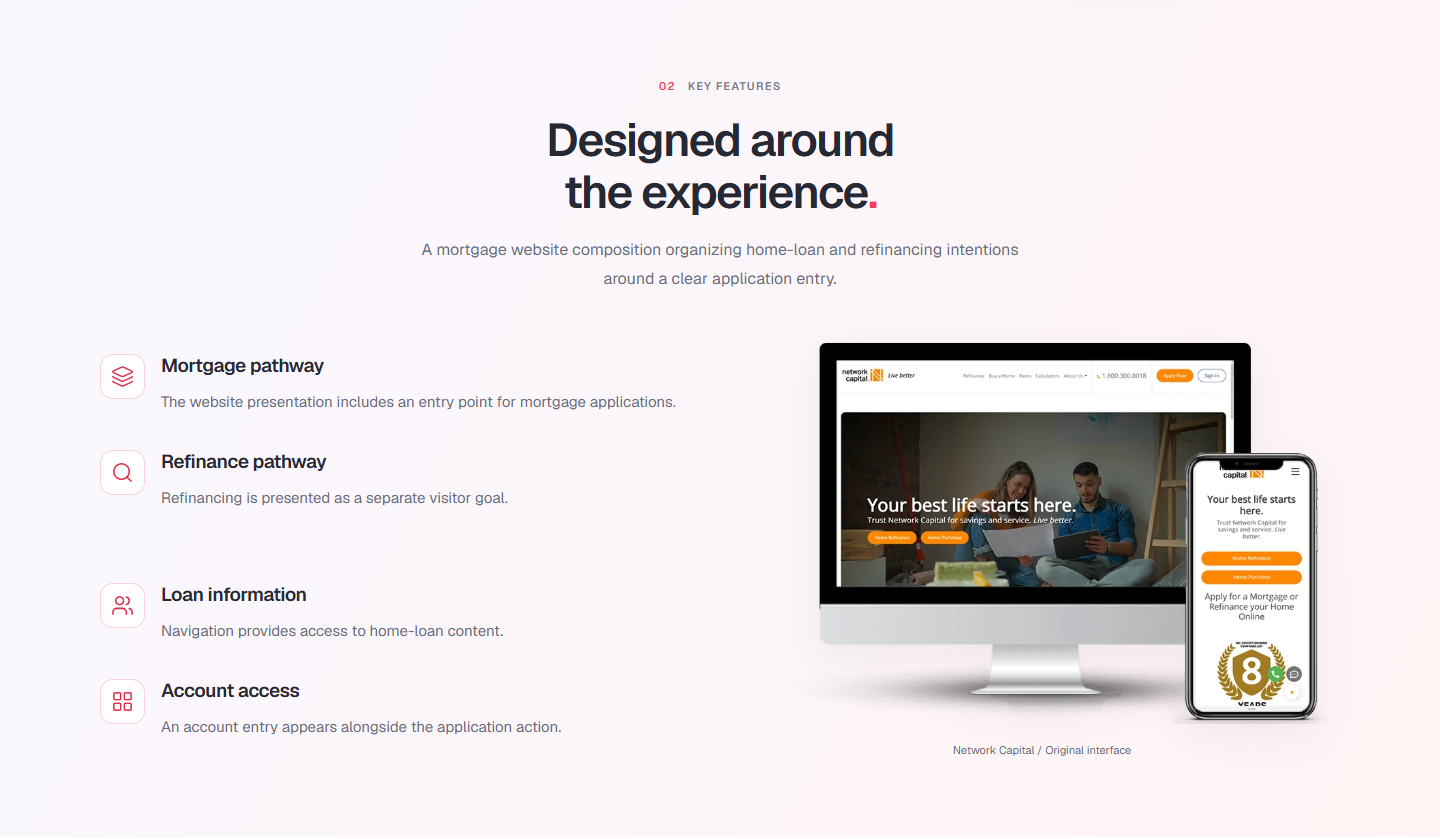 02 KEY FEATURES
Designed around
the experience.
A mortgage website composition organizing home-loan and refinancing intentions
around a clear application entry.
Mortgage pathway
The website presentation includes an entry point for mortgage applications.
Refinance pathway
Refinancing is presented as a separate visitor goal.
Loan information
Navigation provides access to home-loan content.
Account access
An account entry appears alongside the application action.
network
capital. Live better
Refinance Buy a Home Rates Calculators About Us 1.800.300.0018 Apply Now Sign In
Your best life starts here.
Trust Network Capital for savings and service. Live better.
Home Refinance Home Purchase
capital.
Your best life starts
here.
Trust Network Capital for
savings and service. Live
better.
Home Refinance
Home Purchase
Apply for a Mortgage or
Refinance your Home
Online
8
YEARS
Network Capital / Original interface